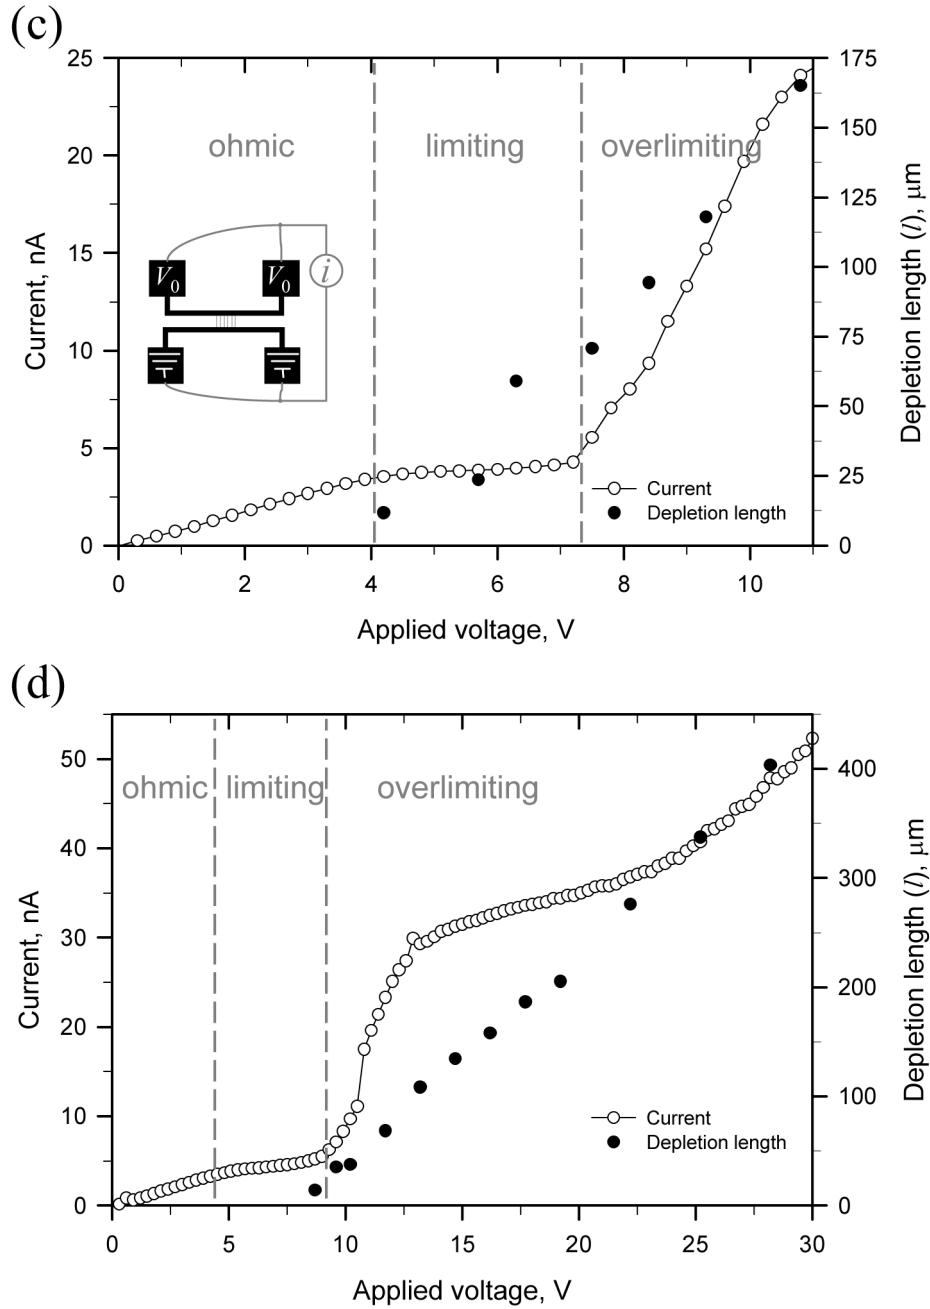 (c)
25
20
15
10
5
0
Current, nA
175
150
125
100
75
50
25
0
Depletion length (l), μm
ohmic
limiting
overlimiting
V0
V0
i
Current
Depletion length
0
2
4
6
8
10
Applied voltage, V
(d)
50
40
30
20
10
0
Current, nA
400
300
200
100
0
Depletion length (l), μm
ohmic
limiting
overlimiting
Current
Depletion length
0
5
10
15
20
25
30
Applied voltage, V